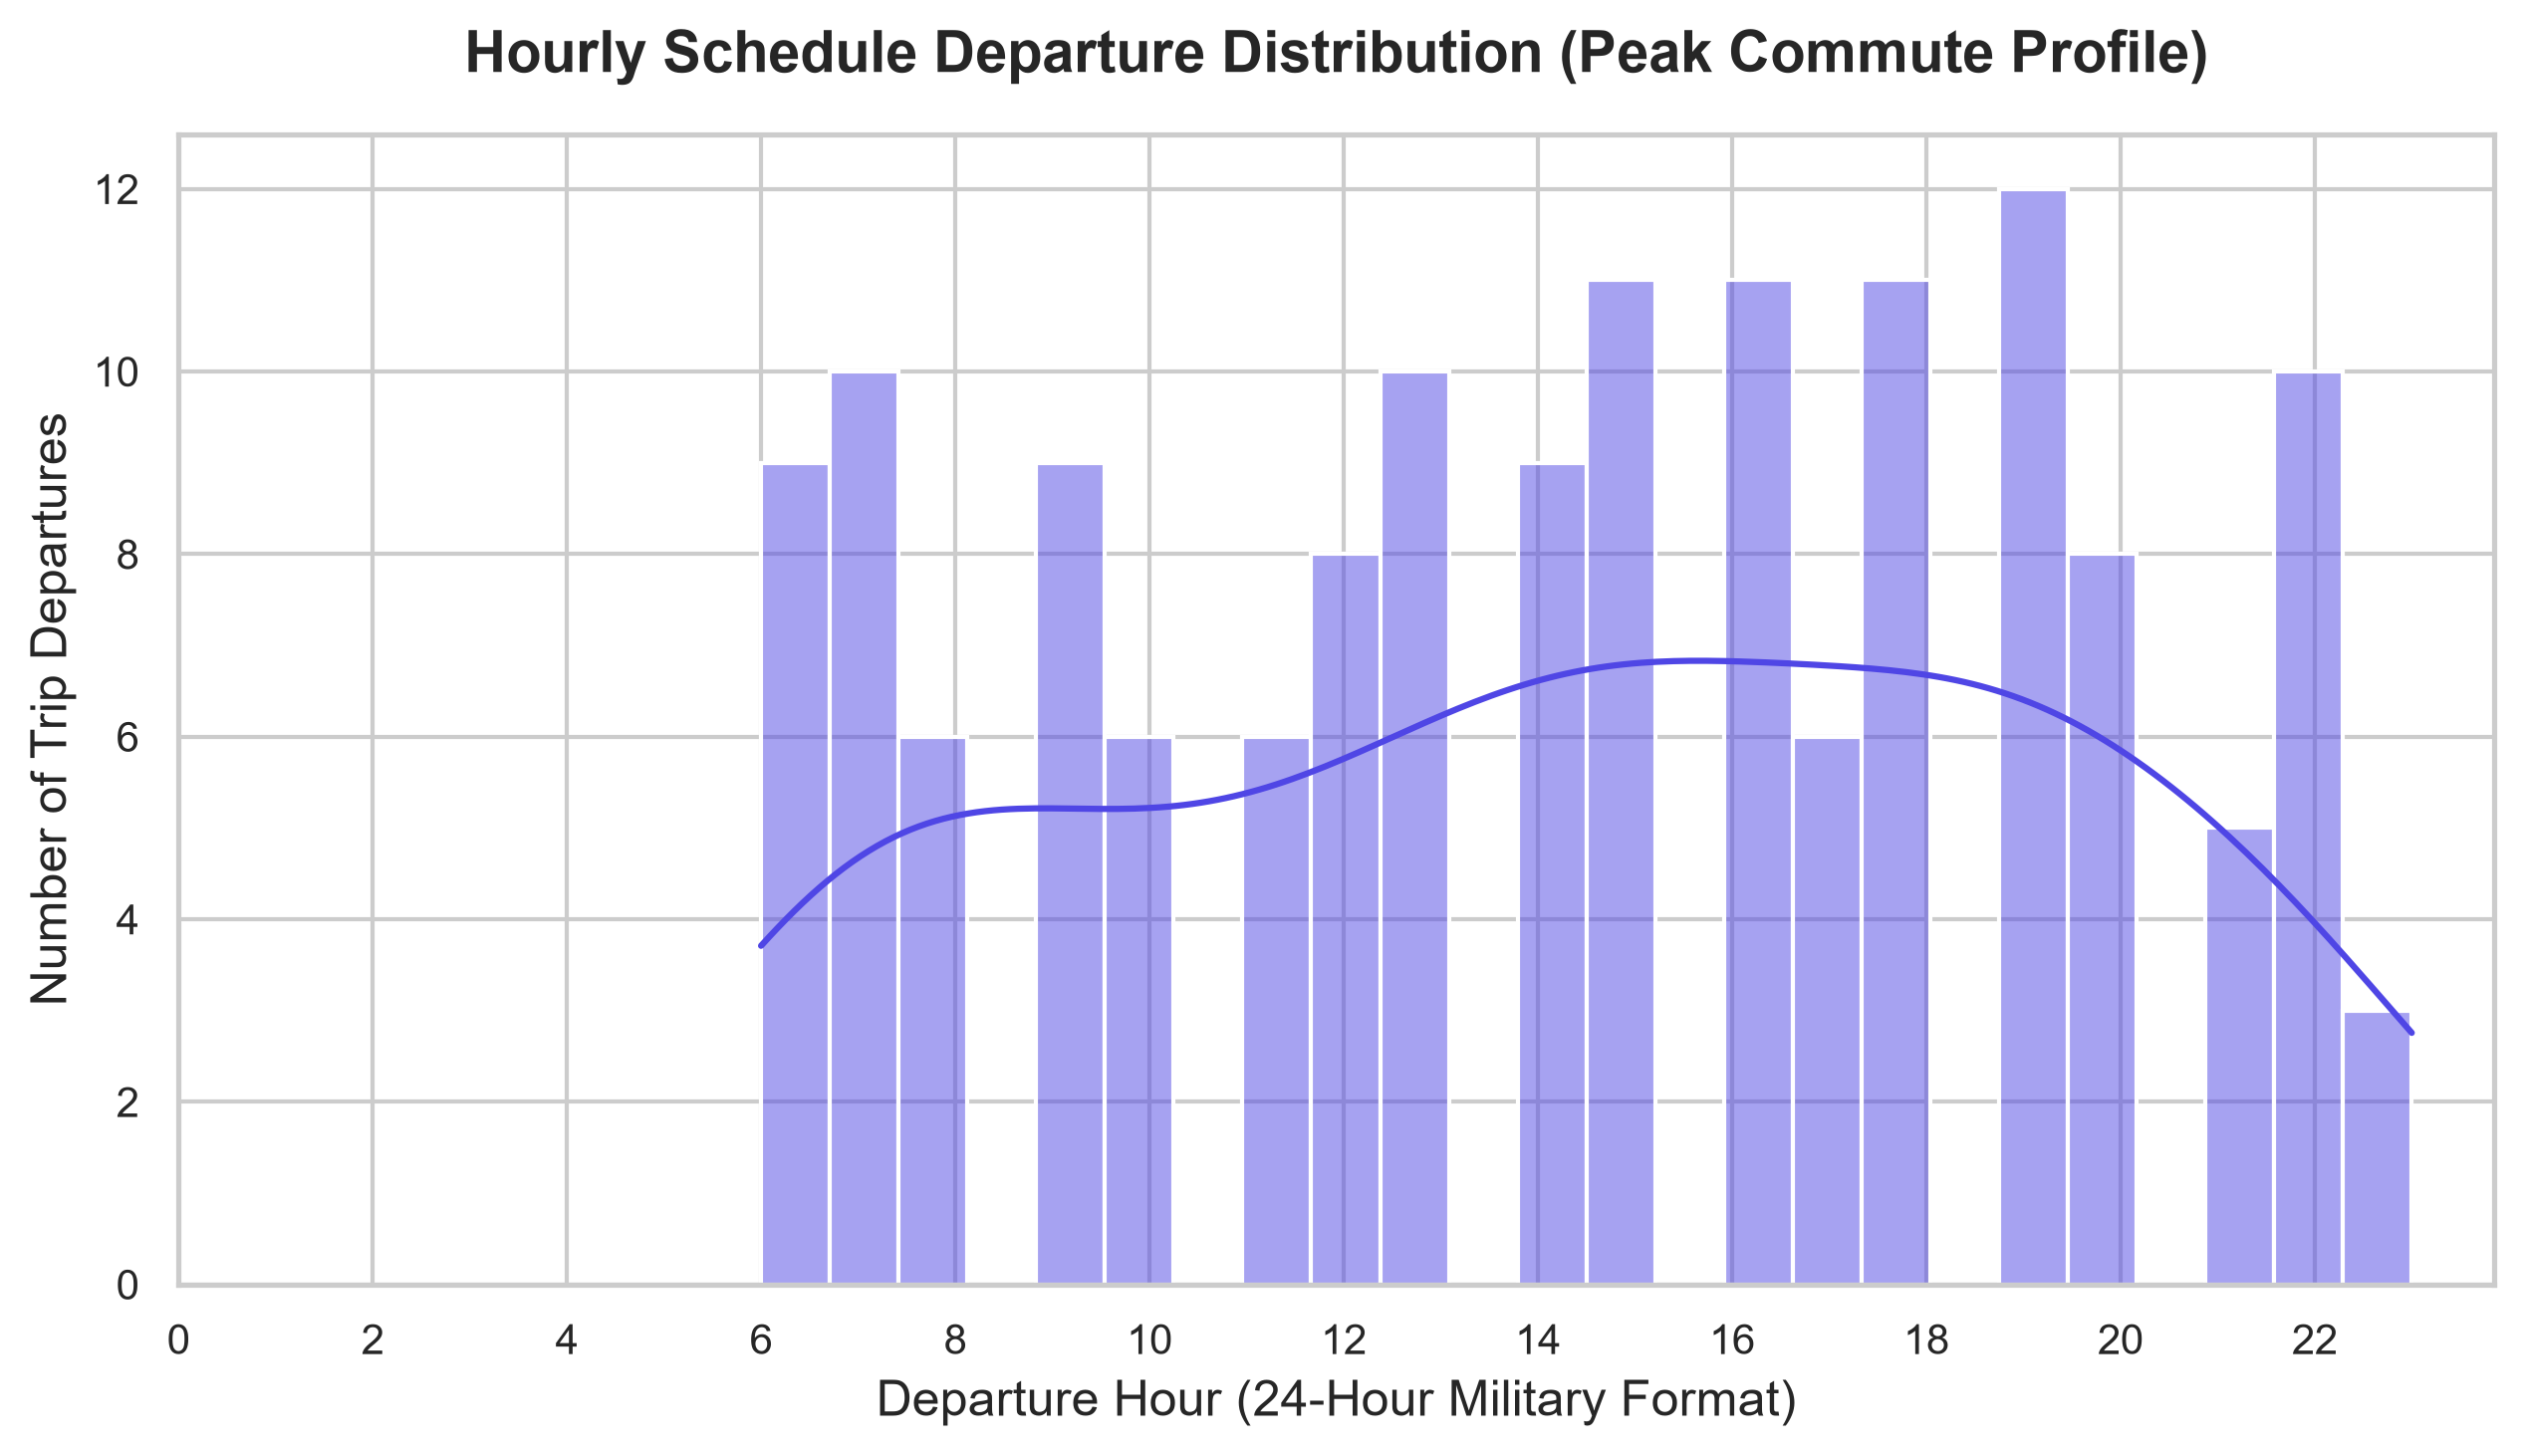 Hourly Schedule Departure Distribution (Peak Commute Profile)
Number of Trip Departures
12
10
8
6
4
2
0
0 2 4 6 8 10 12 14 16 18 20 22
Departure Hour (24-Hour Military Format)